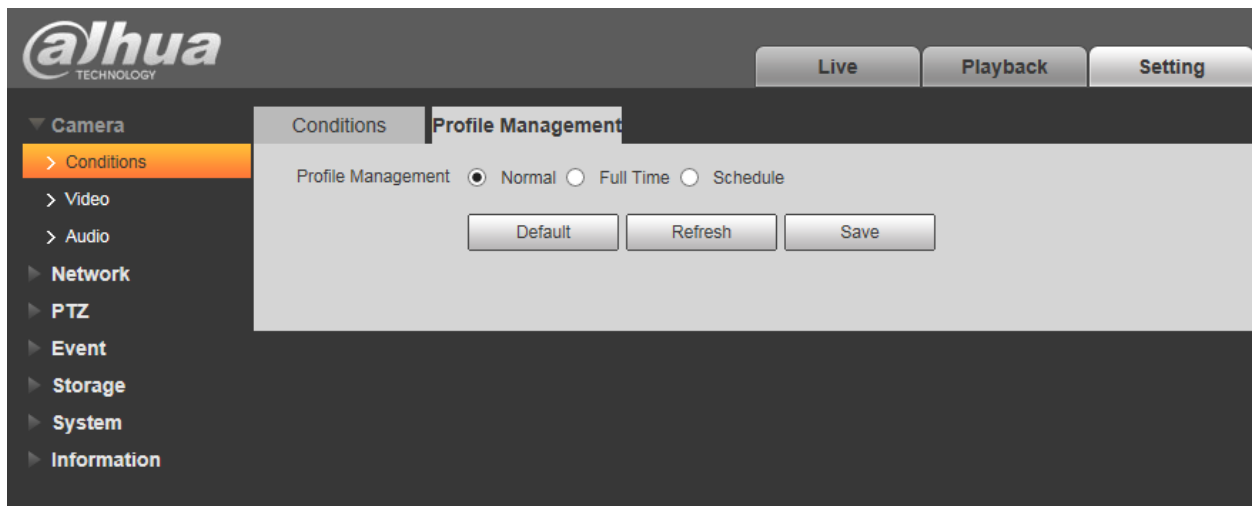 alhua
TECHNOLOGY
Live Playback Setting
Camera
Conditions
Video
Audio
Network
PTZ
Event
Storage
System
Information
Conditions Profile Management
Profile Management Normal Full Time Schedule
Default Refresh Save